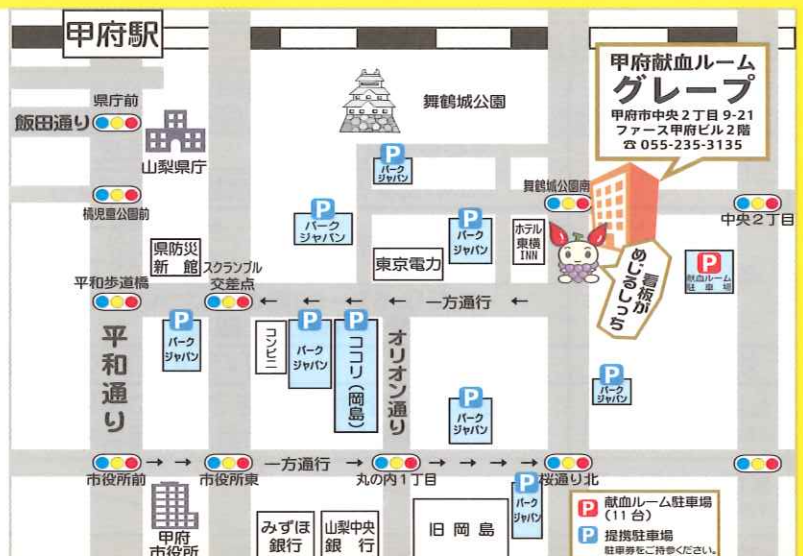 甲府駅
甲府献血ルーム
グレープ
甲府市中央2丁目9-21
ファース甲府ビル2階
☎ 055-235-3135
県庁前
飯田通り
山梨県庁
舞鶴城公園
P
パーク
ジャパン
舞鶴城公園南
中央2丁目
橘児童公園前
P
パーク
ジャパン
P
パーク
ジャパン
ホテル
東横
INN
県防災
新館
スクランブル
交差点
東京電力
看板が
めじるしっち
P
献血ルーム
駐車場
平和歩道橋
← ← ← ← 一方通行 ←
平和通り
P
パーク
ジャパン
コンビニ
P
パーク
ジャパン
P
ココリ(岡島)
オリオン通り
P
パーク
ジャパン
P
パーク
ジャパン
市役所前
→ →
市役所東
一方通行 →
丸の内1丁目
→ → → → →
桜通り北
甲府
市役所
みずほ
銀行
山梨中央
銀行
旧岡島
P
パーク
ジャパン
P 献血ルーム駐車場
(11台)
P 提携駐車場
駐車券をご持参ください。